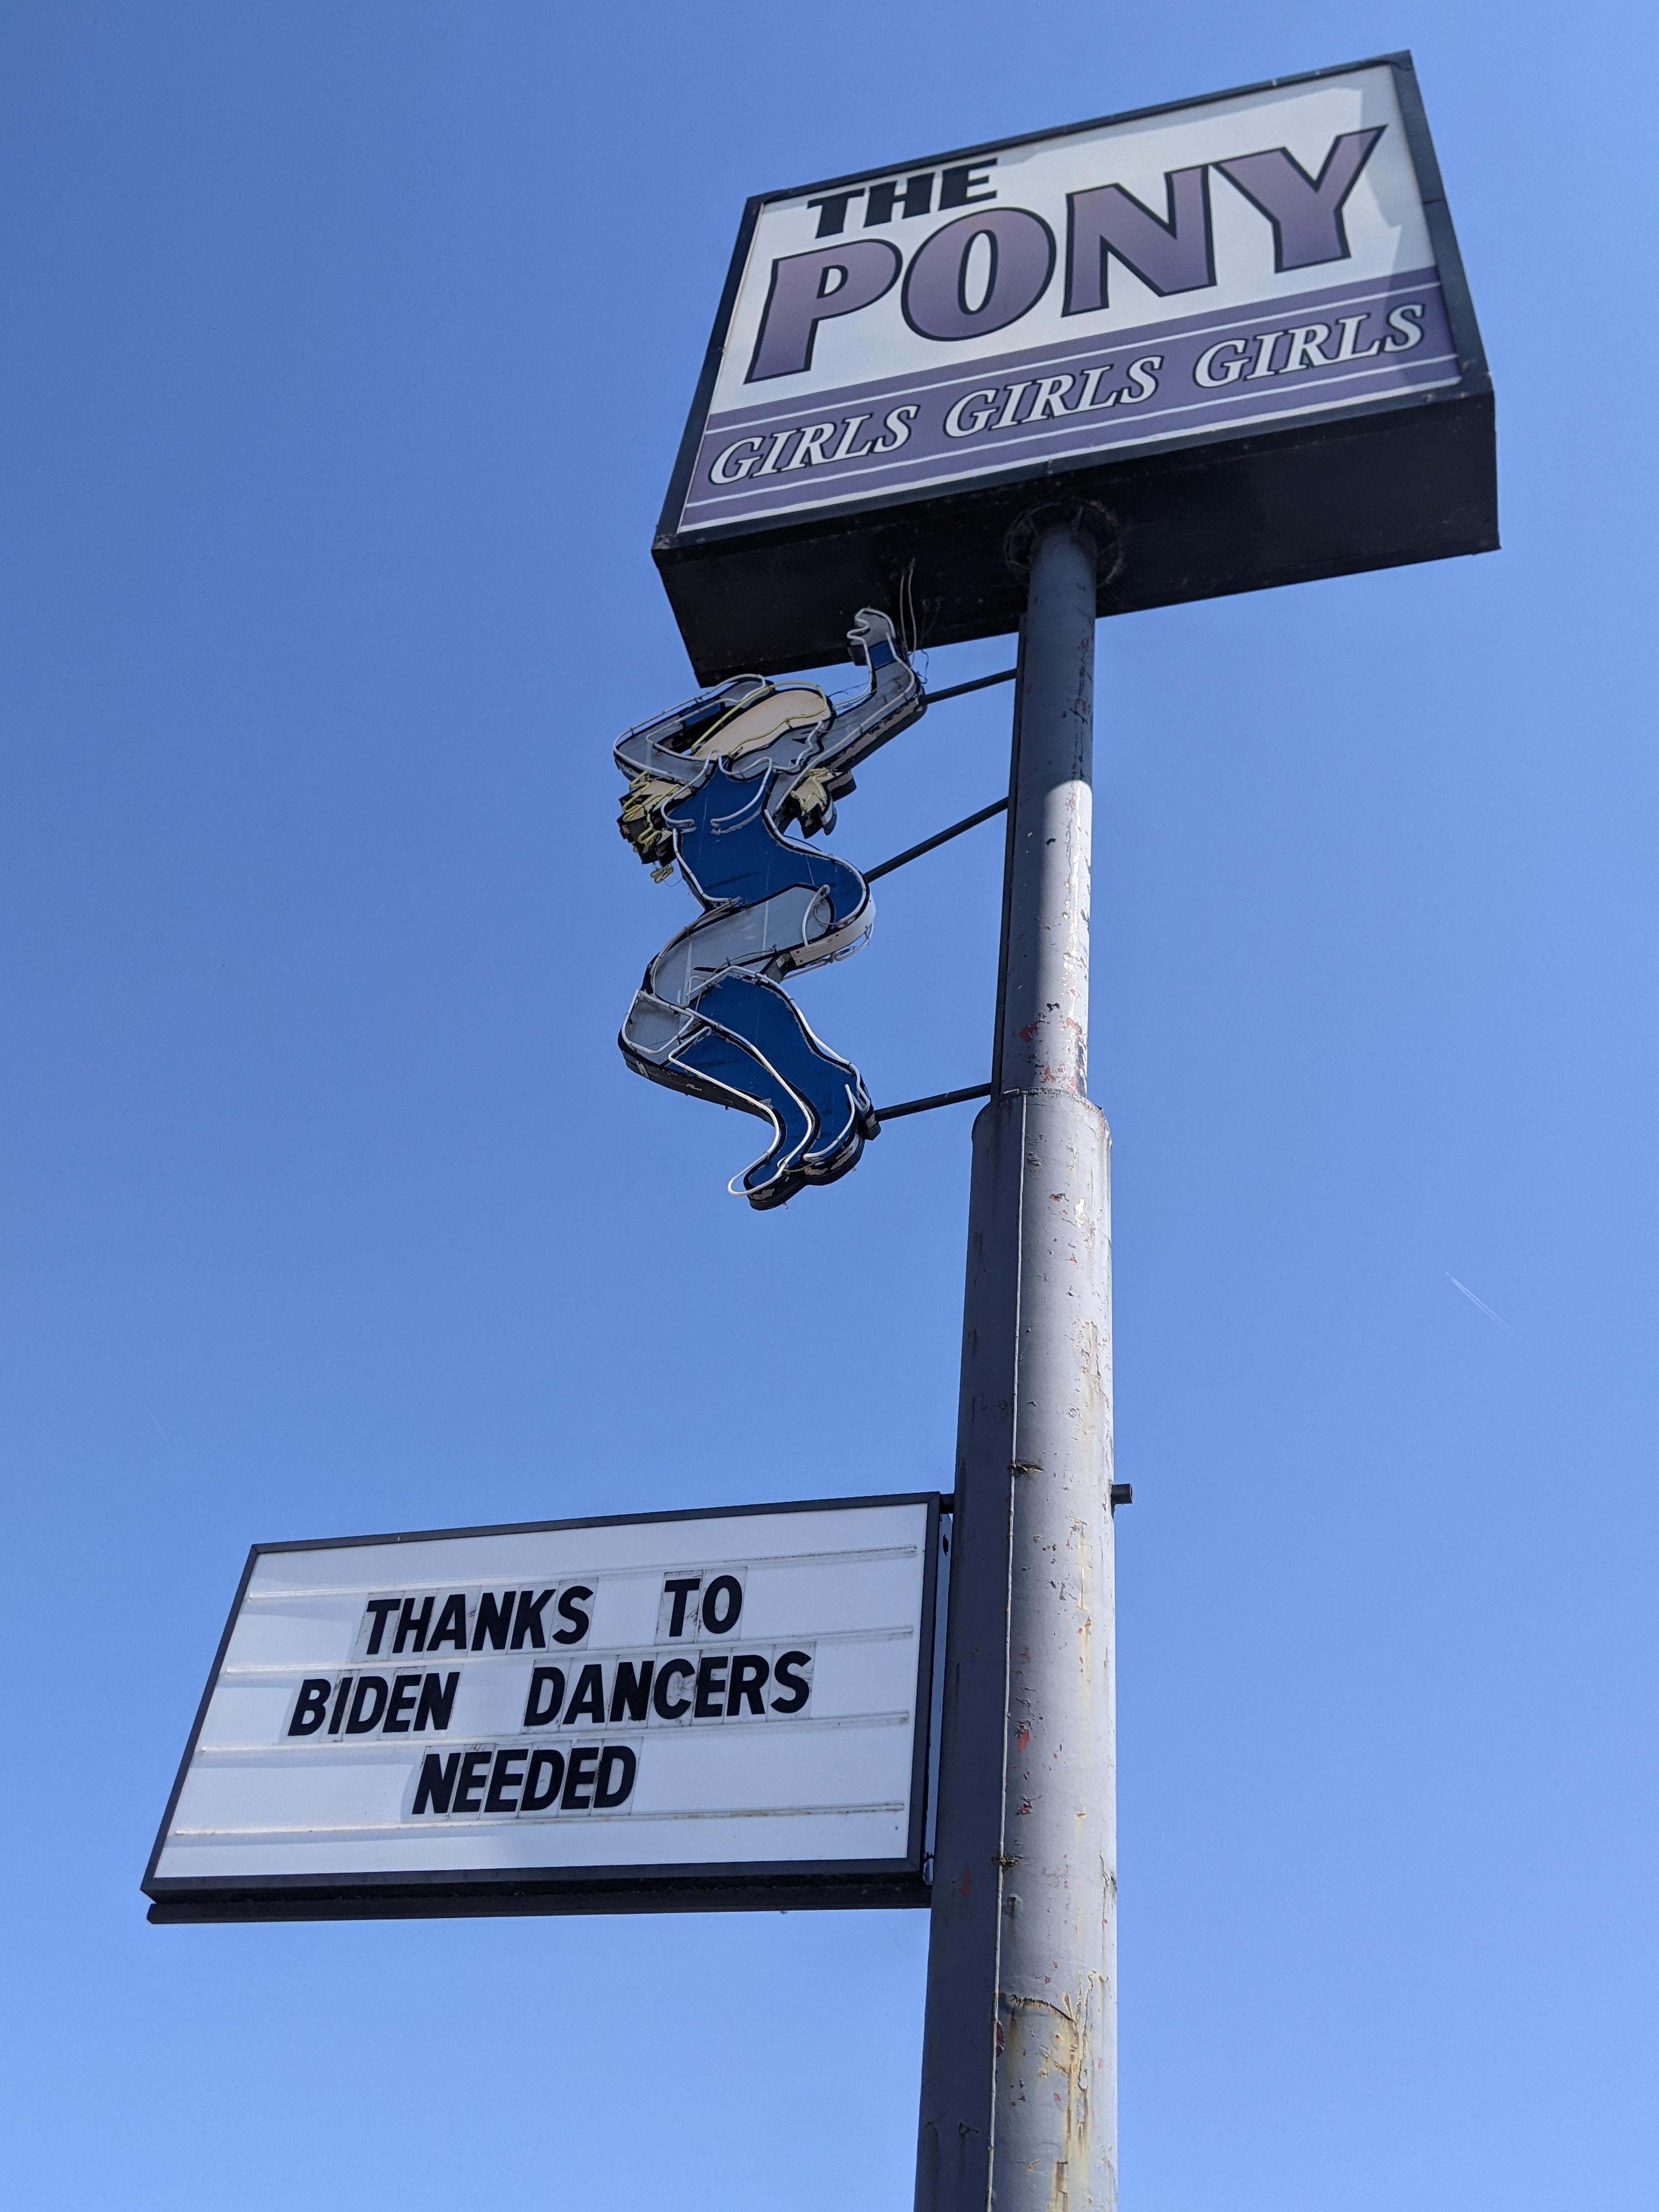 THE
PONY
GIRLS GIRLS GIRLS
THANKS TO
BIDEN DANCERS
NEEDED